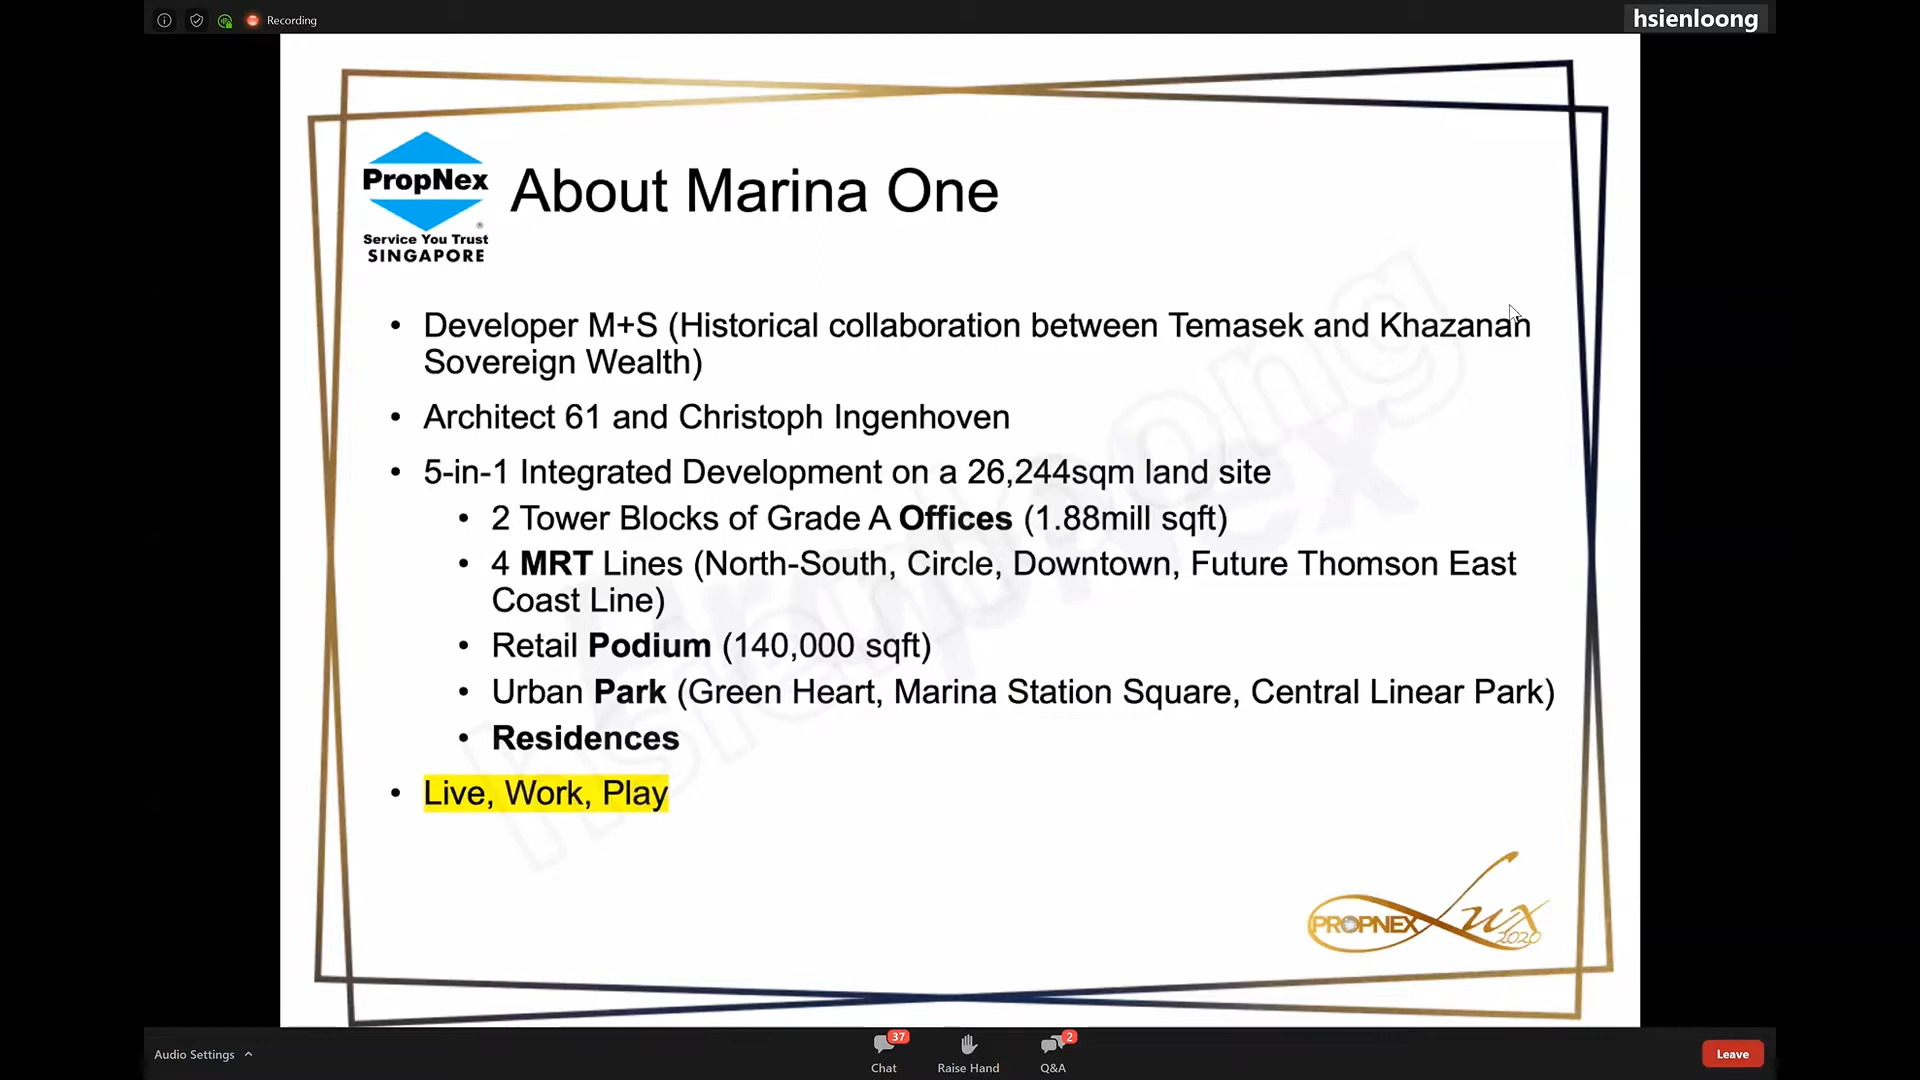 Recording
hsienloong
PropNex
Service You Trust
SINGAPORE
About Marina One
• Developer M+S (Historical collaboration between Temasek and Khazanah
Sovereign Wealth)
• Architect 61 and Christoph Ingenhoven
• 5-in-1 Integrated Development on a 26,244sqm land site
• 2 Tower Blocks of Grade A Offices (1.88mill sqft)
• 4 MRT Lines (North-South, Circle, Downtown, Future Thomson East
Coast Line)
• Retail Podium (140,000 sqft)
• Urban Park (Green Heart, Marina Station Square, Central Linear Park)
• Residences
• Live, Work, Play
hsienloong
PROPNEX Lux
2020
Audio Settings
37
Chat
Raise Hand
2
Q&A
Leave